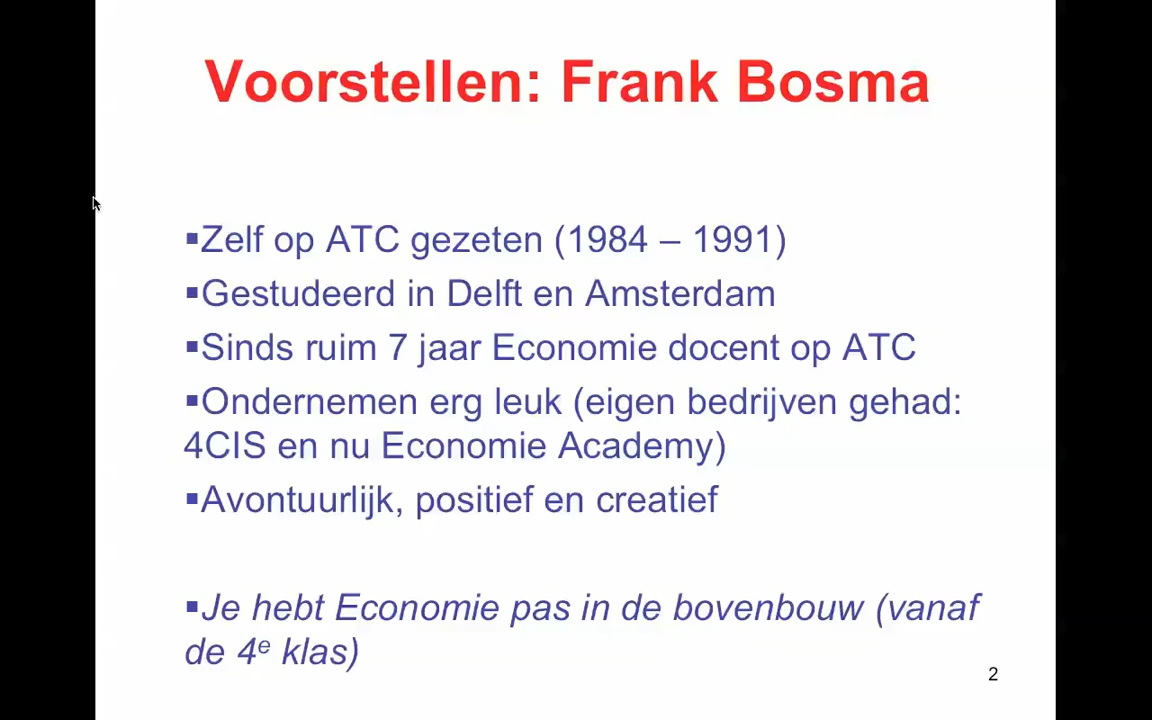 Voorstellen: Frank Bosma
▪Zelf op ATC gezeten (1984 – 1991)
▪Gestudeerd in Delft en Amsterdam
▪Sinds ruim 7 jaar Economie docent op ATC
▪Ondernemen erg leuk (eigen bedrijven gehad:
4CIS en nu Economie Academy)
▪Avontuurlijk, positief en creatief
▪Je hebt Economie pas in de bovenbouw (vanaf
de 4e klas)
2